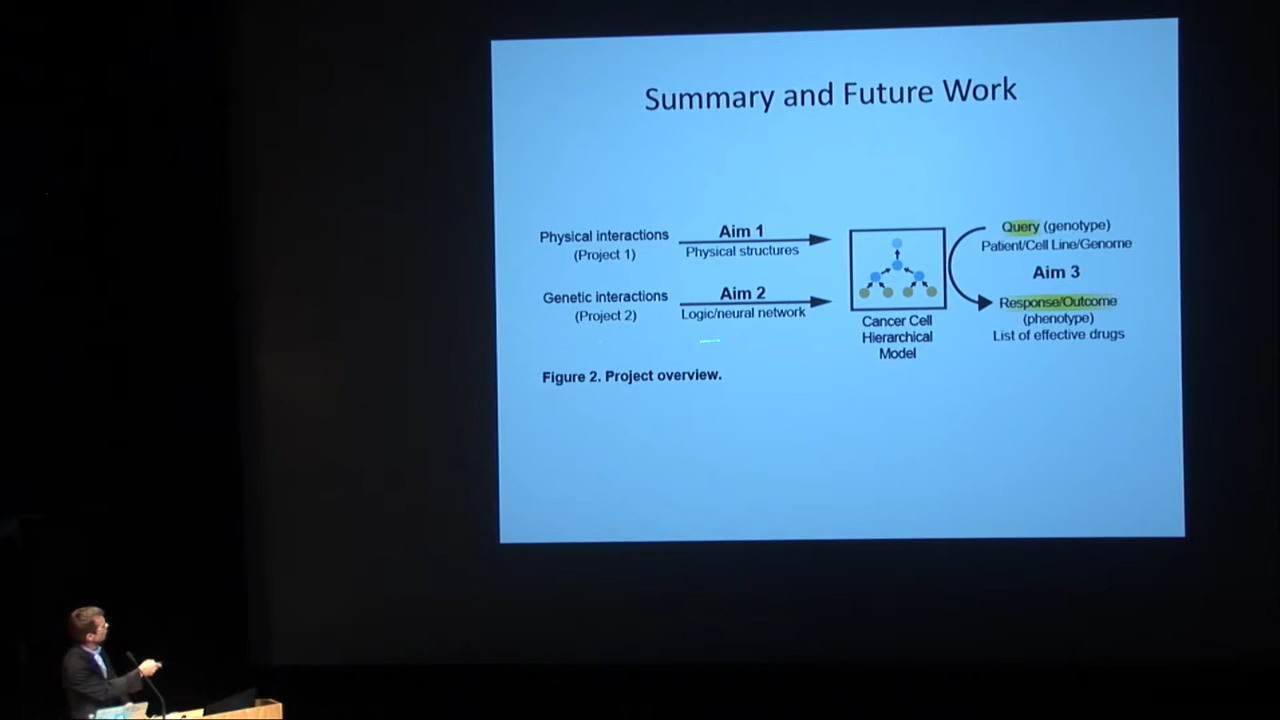 Summary and Future Work
Physical interactions
(Project 1)
Aim 1
Physical structures
Genetic interactions
(Project 2)
Aim 2
Logic/neural network
Cancer Cell
Hierarchical
Model
Query (genotype)
Patient/Cell Line/Genome
Aim 3
Response/Outcome
(phenotype)
List of effective drugs
Figure 2. Project overview.